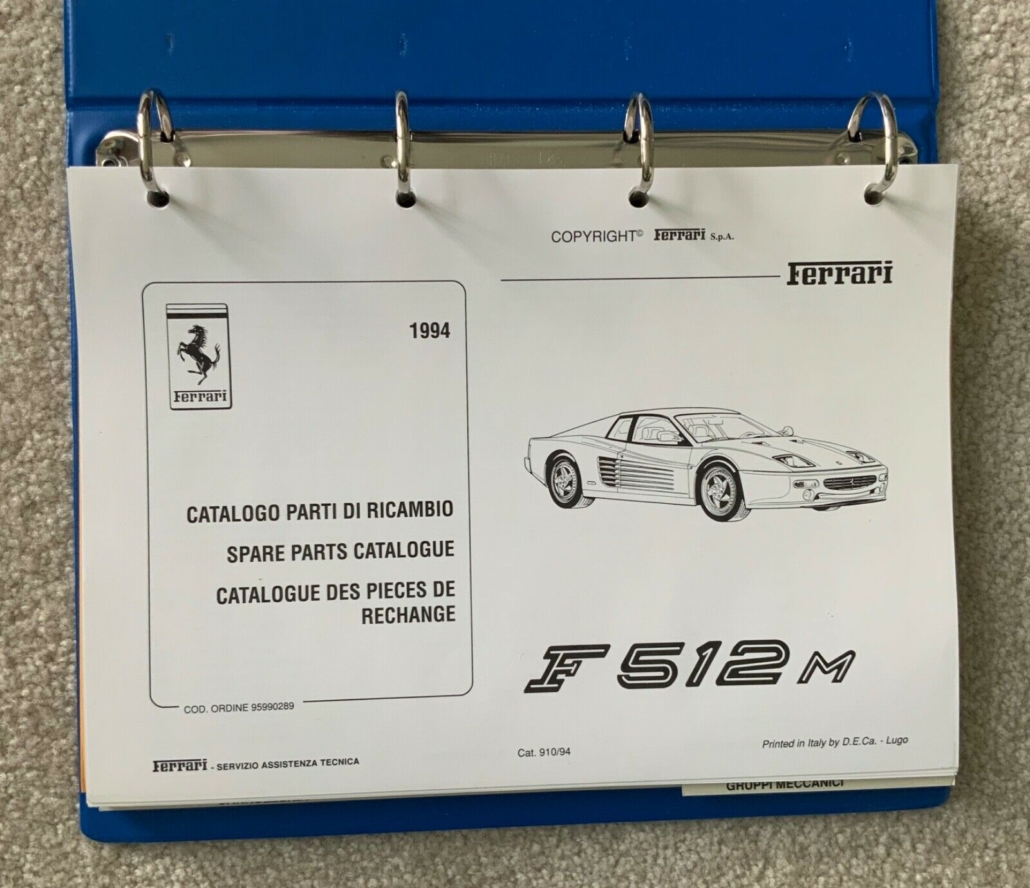 COPYRIGHT© Ferrari S.p.A.
Ferrari
1994
Ferrari
CATALOGO PARTI DI RICAMBIO
SPARE PARTS CATALOGUE
CATALOGUE DES PIECES DE
RECHANGE
COD. ORDINE 95990289
F512 M
Ferrari - SERVIZIO ASSISTENZA TECNICA
Cat. 910/94
Printed in Italy by D.E.Ca. - Lugo
GRUPPI MECCANICI